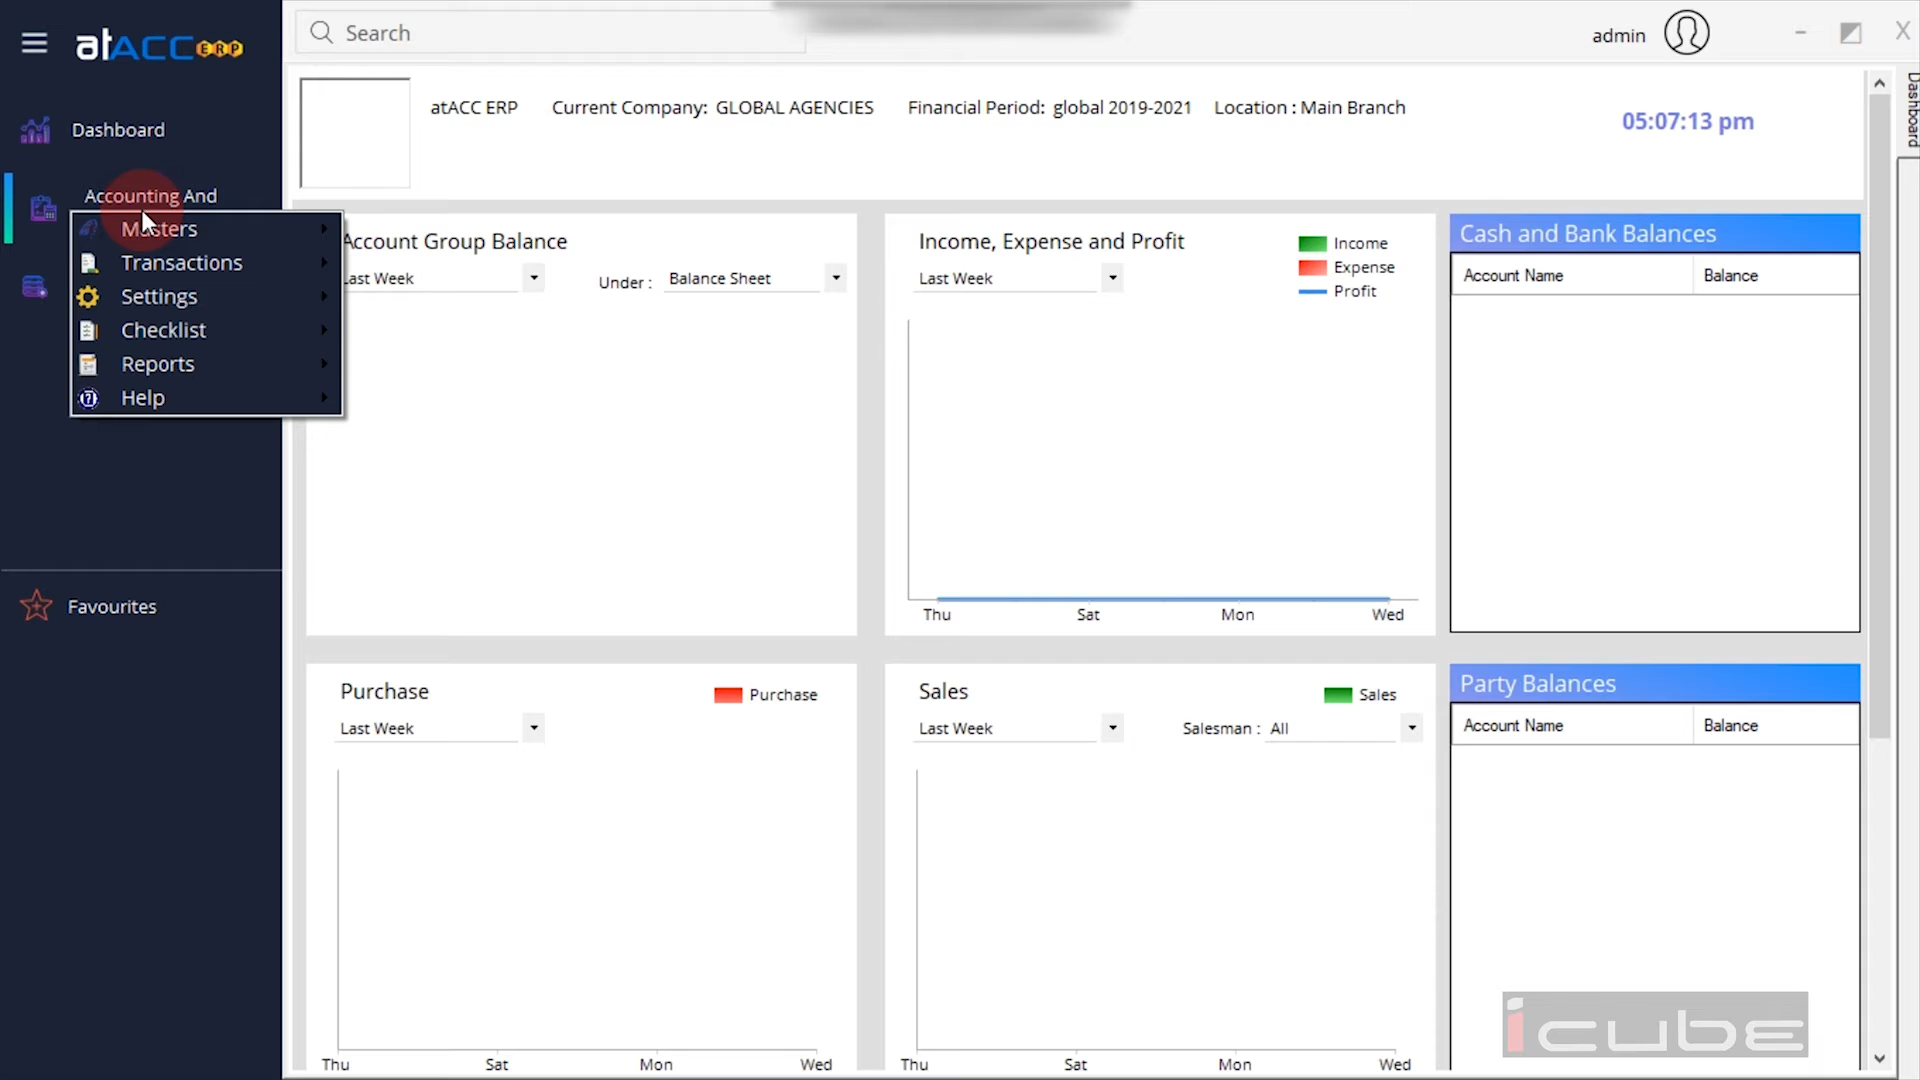 atACC ERP
Search
admin
X
Dashboard
Dashboard
Accounting And
Masters
Transactions
Settings
Checklist
Reports
Help
Favourites
atACC ERP Current Company: GLOBAL AGENCIES Financial Period: global 2019-2021 Location : Main Branch
05:07:13 pm
Account Group Balance
Last Week Under : Balance Sheet
Income, Expense and Profit
Last Week
Income
Expense
Profit
Thu Sat Mon Wed
Cash and Bank Balances
Account Name Balance
Purchase
Purchase
Last Week
Thu Sat Mon Wed
Sales
Sales
Last Week Salesman : All
Thu Sat Mon Wed
Party Balances
Account Name Balance
icube